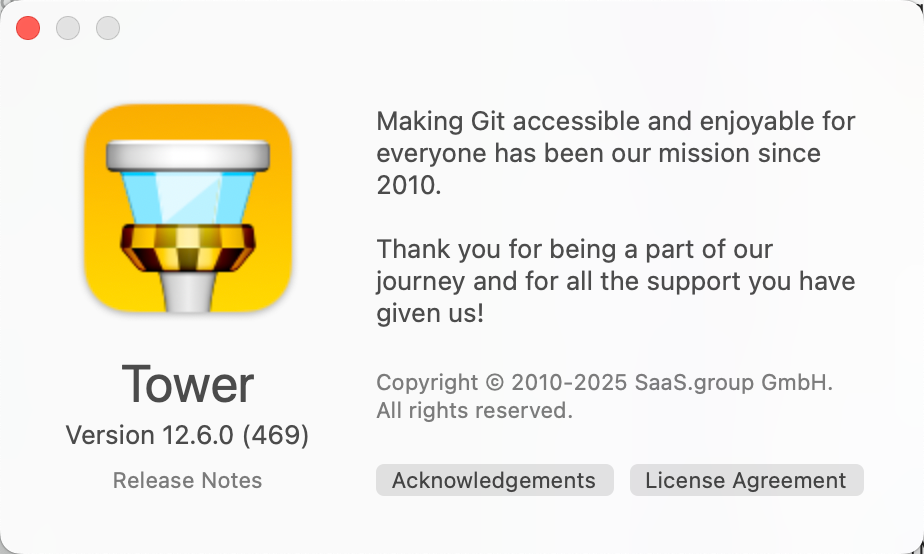 Making Git accessible and enjoyable for
everyone has been our mission since
2010.
Thank you for being a part of our
journey and for all the support you have
given us!
Tower
Version 12.6.0 (469)
Release Notes
Copyright © 2010-2025 SaaS.group GmbH.
All rights reserved.
Acknowledgements
License Agreement